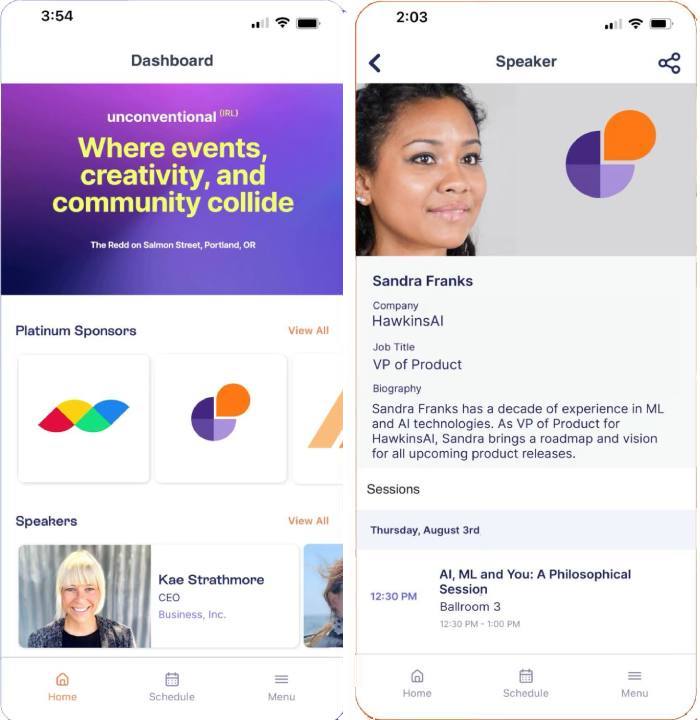 3:54
Dashboard
unconventional (IRL)
Where events,
creativity, and
community collide
The Redd on Salmon Street, Portland, OR
Platinum Sponsors
View All
Speakers
View All
Kae Strathmore
CEO
Business, Inc.
Home
Schedule
Menu
2:03
Speaker
Sandra Franks
Company
HawkinsAI
Job Title
VP of Product
Biography
Sandra Franks has a decade of experience in ML
and AI technologies. As VP of Product for
HawkinsAI, Sandra brings a roadmap and vision
for all upcoming product releases.
Sessions
Thursday, August 3rd
12:30 PM
AI, ML and You: A Philosophical
Session
Ballroom 3
12:30 PM - 1:00 PM
Home
Schedule
Menu